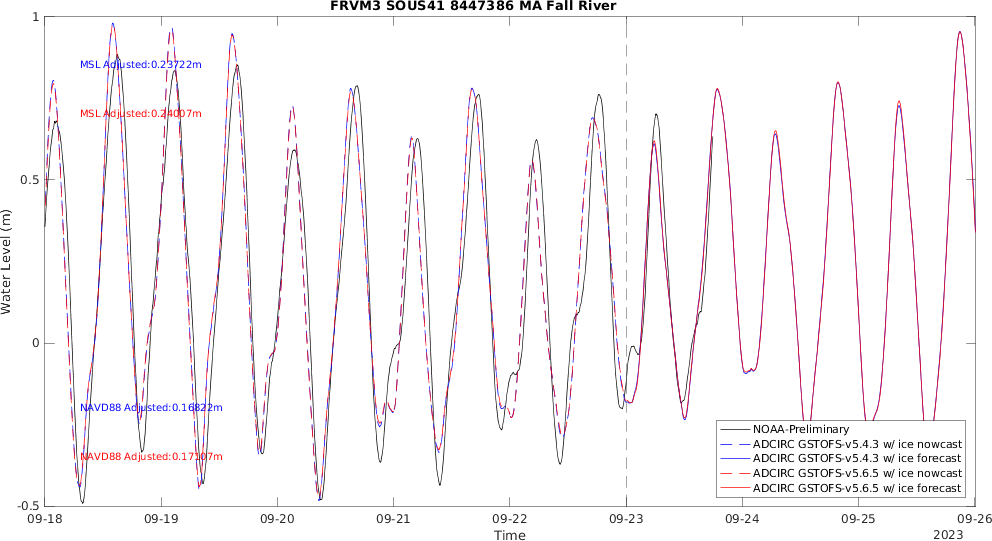 FRVM3 SOUS41 8447386 MA Fall River
Water Level (m)
1
0.5
0
-0.5
MSL Adjusted:0.23722m
MSL Adjusted:0.24007m
NAVD88 Adjusted:0.16822m
NAVD88 Adjusted:0.17107m
NOAA-Preliminary
ADCIRC GSTOFS-v5.4.3 w/ ice nowcast
ADCIRC GSTOFS-v5.4.3 w/ ice forecast
ADCIRC GSTOFS-v5.6.5 w/ ice nowcast
ADCIRC GSTOFS-v5.6.5 w/ ice forecast
09-18 09-19 09-20 09-21 09-22 09-23 09-24 09-25 09-26
Time
2023